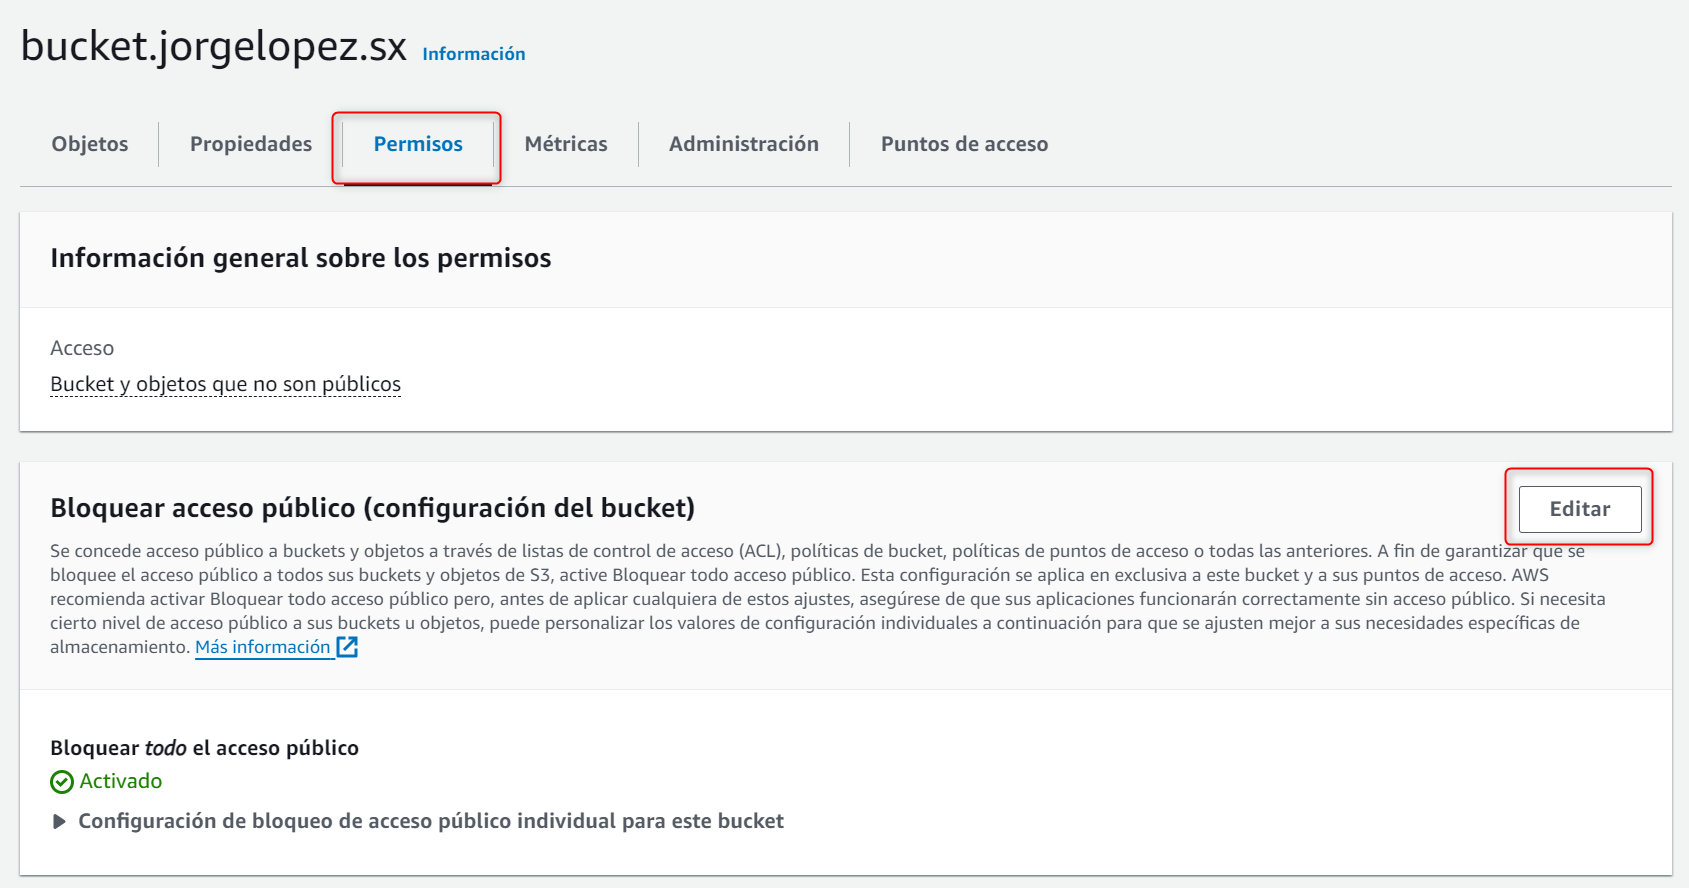 bucket.jorgelopez.sx Información
Objetos Propiedades Permisos Métricas Administración Puntos de acceso
Información general sobre los permisos
Acceso
Bucket y objetos que no son públicos
Bloquear acceso público (configuración del bucket)
Editar
Se concede acceso público a buckets y objetos a través de listas de control de acceso (ACL), políticas de bucket, políticas de puntos de acceso o todas las anteriores. A fin de garantizar que se
bloquee el acceso público a todos sus buckets y objetos de S3, active Bloquear todo acceso público. Esta configuración se aplica en exclusiva a este bucket y a sus puntos de acceso. AWS
recomienda activar Bloquear todo acceso público pero, antes de aplicar cualquiera de estos ajustes, asegúrese de que sus aplicaciones funcionarán correctamente sin acceso público. Si necesita
cierto nivel de acceso público a sus buckets u objetos, puede personalizar los valores de configuración individuales a continuación para que se ajusten mejor a sus necesidades específicas de
almacenamiento. Más información
Bloquear todo el acceso público
Activado
Configuración de bloqueo de acceso público individual para este bucket